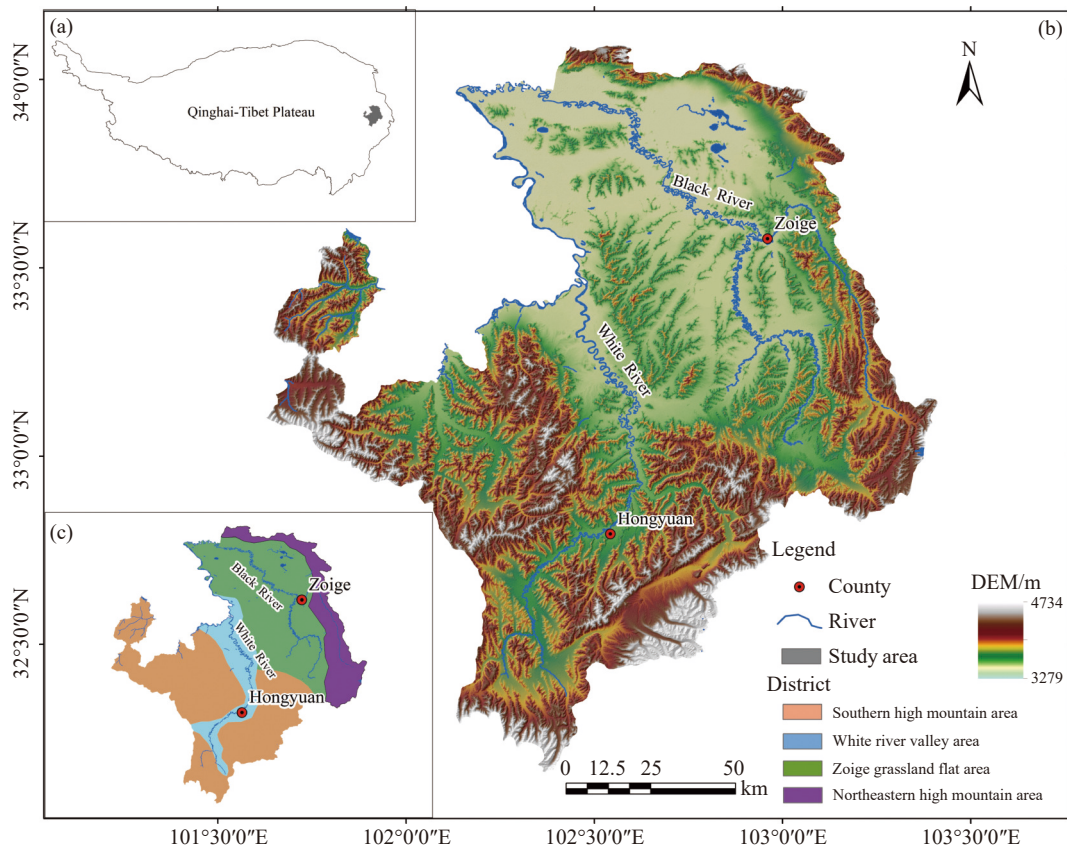 (a)
Qinghai-Tibet Plateau
(b)
N
34°0′0″N
33°30′0″N
33°0′0″N
32°30′0″N
Black River
Zoige
White River
Hongyuan
(c)
Black River
Zoige
White River
Hongyuan
Legend
County
River
Study area
District
Southern high mountain area
White river valley area
Zoige grassland flat area
Northeastern high mountain area
DEM/m
4734
3279
0 12.5 25 50
km
101°30′0″E 102°0′0″E 102°30′0″E 103°0′0″E 103°30′0″E